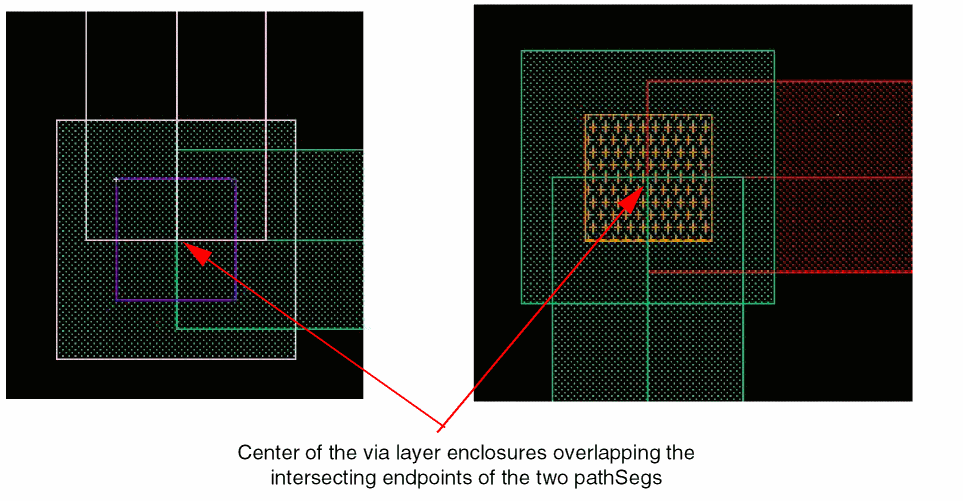 Center of the via layer enclosures overlapping the
intersecting endpoints of the two pathSegs